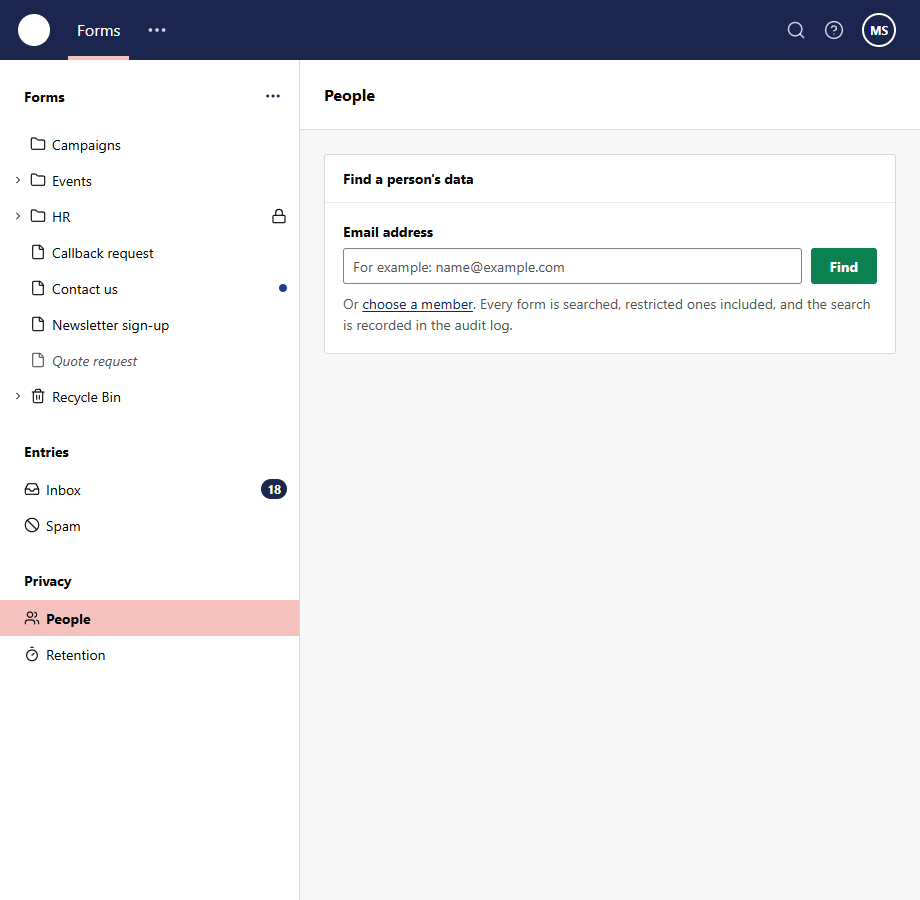 Forms
MS
Forms
Campaigns
Events
HR
Callback request
Contact us
Newsletter sign-up
Quote request
Recycle Bin
Entries
Inbox
18
Spam
Privacy
People
Retention
People
Find a person's data
Email address
For example: name@example.com
Find
Or choose a member. Every form is searched, restricted ones included, and the search
is recorded in the audit log.